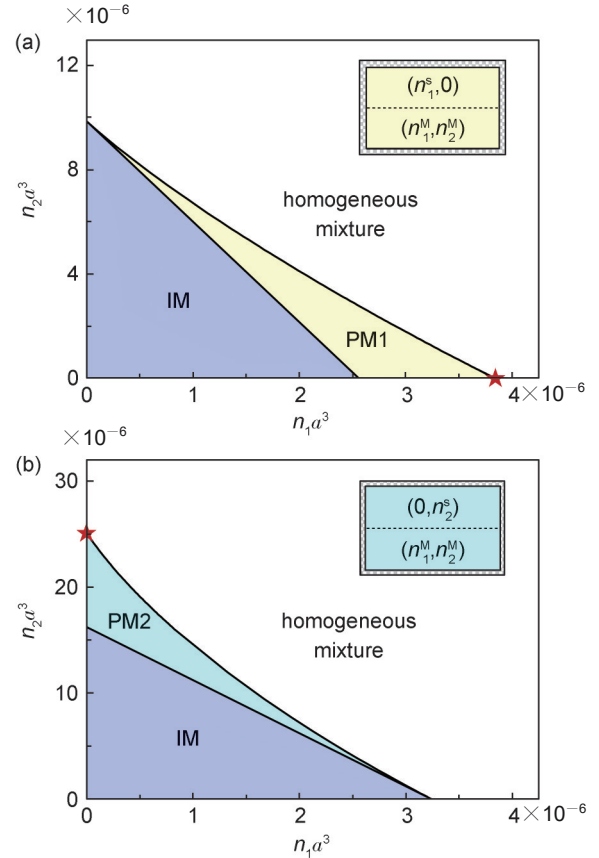 ×10⁻⁶
(a)
12
8
4
0
n₂a³
(n₁ˢ,0)
(n₁ᴹ,n₂ᴹ)
homogeneous
mixture
IM
PM1
0 1 2 3 4 ×10⁻⁶
n₁a³
×10⁻⁶
(b)
30
20
10
0
n₂a³
(0,n₂ˢ)
(n₁ᴹ,n₂ᴹ)
homogeneous
mixture
PM2
IM
0 1 2 3 4 ×10⁻⁶
n₁a³